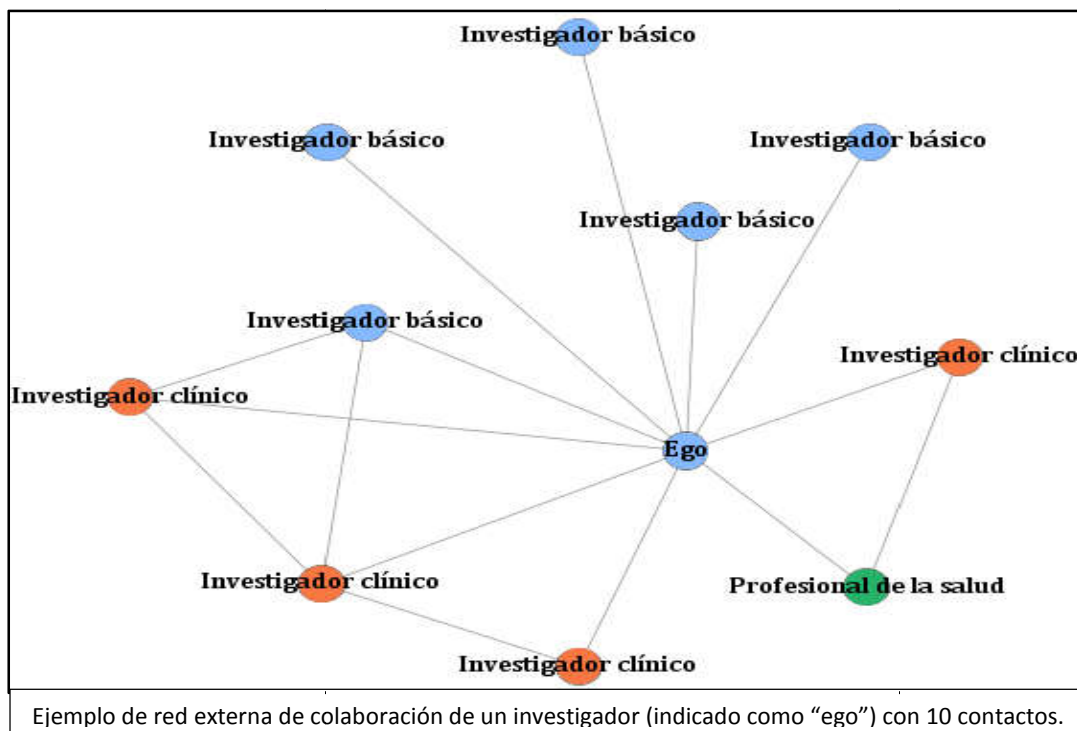 Investigador básico
Investigador básico
Investigador básico
Investigador básico
Investigador básico
Investigador clínico
Investigador clínico
Ego
Investigador clínico
Profesional de la salud
Investigador clínico
Ejemplo de red externa de colaboración de un investigador (indicado como “ego”) con 10 contactos.